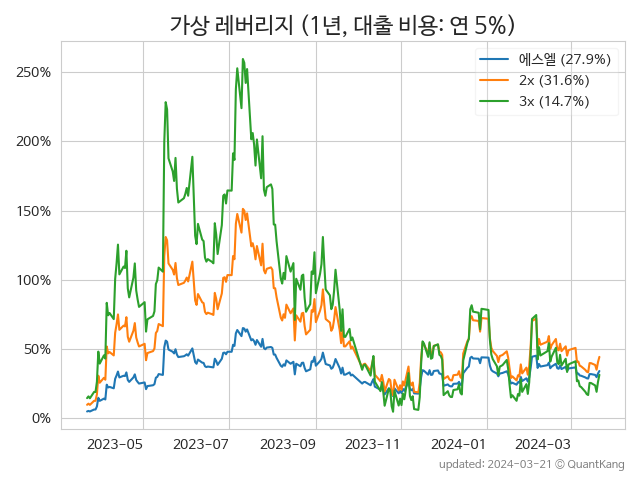 가상 레버리지 (1년, 대출 비용: 연 5%)
에스엘 (27.9%)
2x (31.6%)
3x (14.7%)
250%
200%
150%
100%
50%
0%
2023-05 2023-07 2023-09 2023-11 2024-01 2024-03
updated: 2024-03-21 © QuantKang